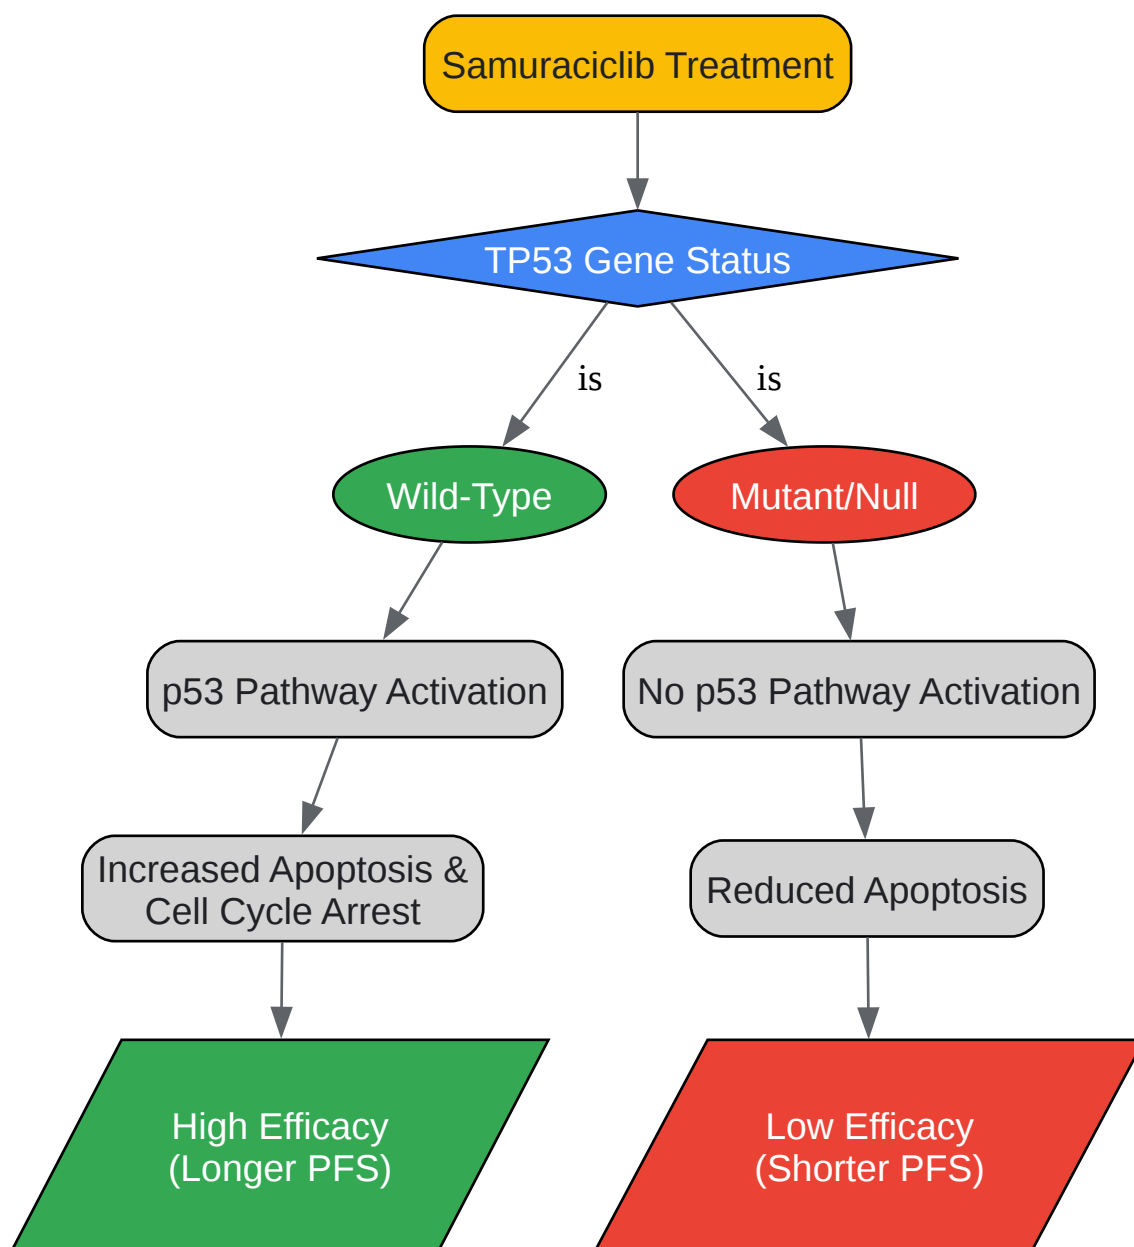 Samuraciclib Treatment
TP53 Gene Status
is
is
Wild-Type
Mutant/Null
p53 Pathway Activation
No p53 Pathway Activation
Increased Apoptosis &
Cell Cycle Arrest
Reduced Apoptosis
High Efficacy
(Longer PFS)
Low Efficacy
(Shorter PFS)